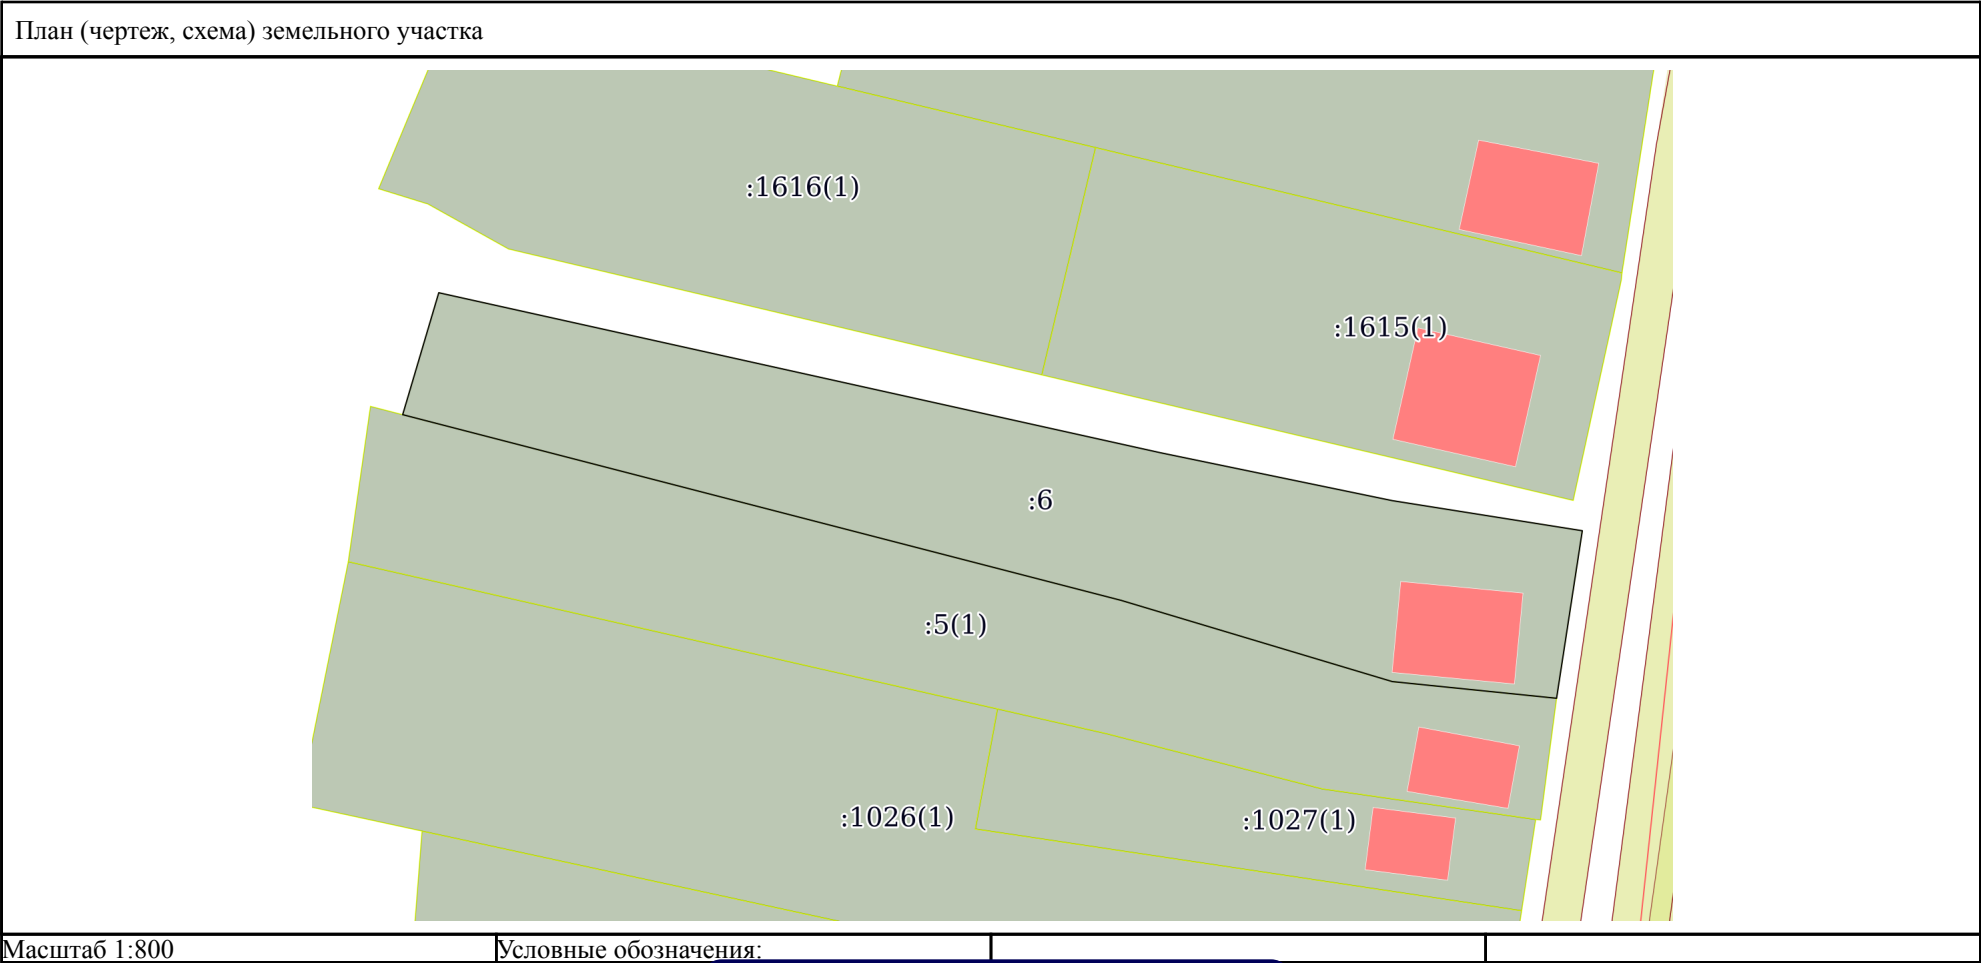 План (чертеж, схема) земельного участка
:1616(1)
:1615(1)
:6
:5(1)
:1026(1)
:1027(1)
Масштаб 1:800
Условные обозначения: